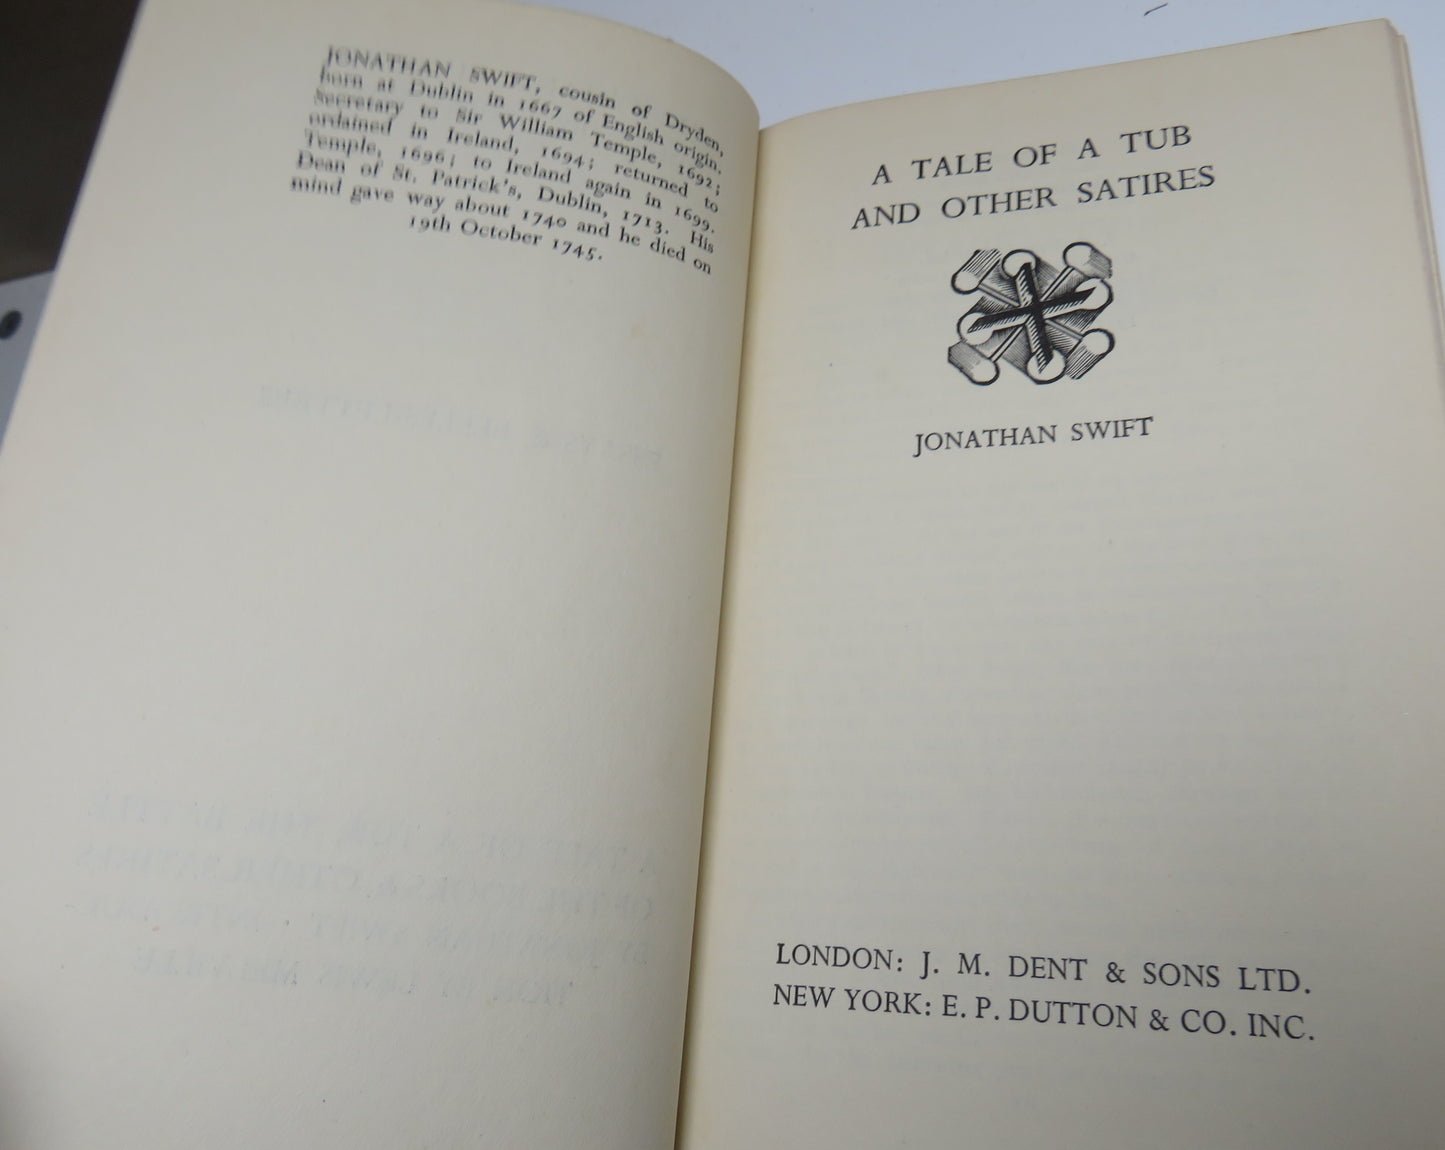 JONATHAN SWIFT, cousin of Dryden,
born at Dublin in 1667 of English origin.
Secretary to Sir William Temple, 1692;
ordained in Ireland, 1694; returned to
Temple, 1696; to Ireland again in 1699.
Dean of St. Patrick's, Dublin, 1713. His
mind gave way about 1740 and he died on
19th October 1745.
A TALE OF A TUB
AND OTHER SATIRES
JONATHAN SWIFT
LONDON: J. M. DENT & SONS LTD.
NEW YORK: E. P. DUTTON & CO. INC.